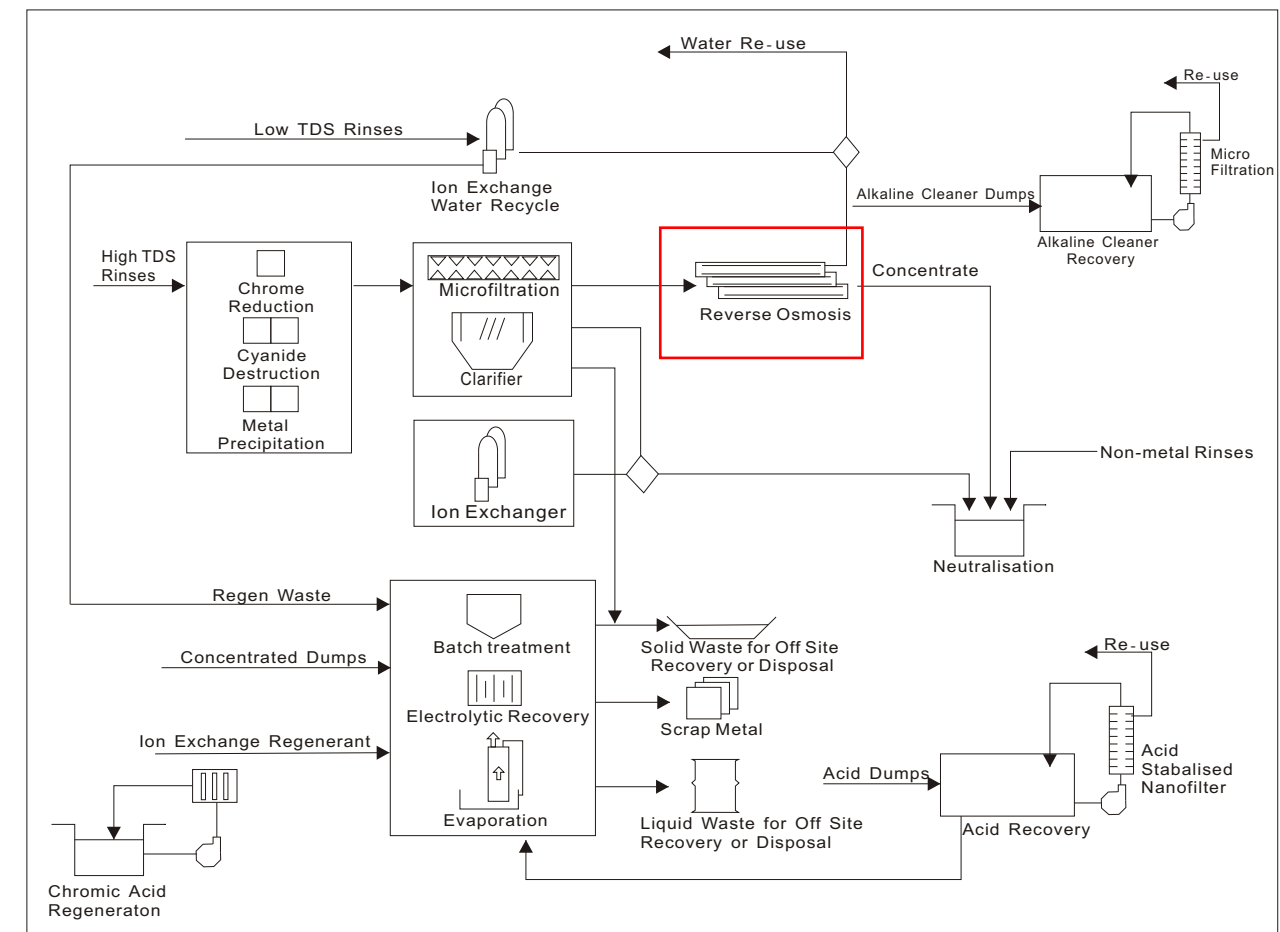 Water Re-use
Re-use
Low TDS Rinses
Micro
Filtration
Ion Exchange
Water Recycle
Alkaline Cleaner Dumps
Alkaline Cleaner
Recovery
High TDS
Rinses
Chrome
Reduction
Cyanide
Destruction
Metal
Precipitation
Microfiltration
Clarifier
Reverse Osmosis
Concentrate
Ion Exchanger
Non-metal Rinses
Neutralisation
Regen Waste
Concentrated Dumps
Ion Exchange Regenerant
Batch treatment
Electrolytic Recovery
Evaporation
Solid Waste for Off Site
Recovery or Disposal
Scrap Metal
Liquid Waste for Off Site
Recovery or Disposal
Re-use
Acid Dumps
Acid
Stabalised
Nanofilter
Acid Recovery
Chromic Acid
Regeneraton